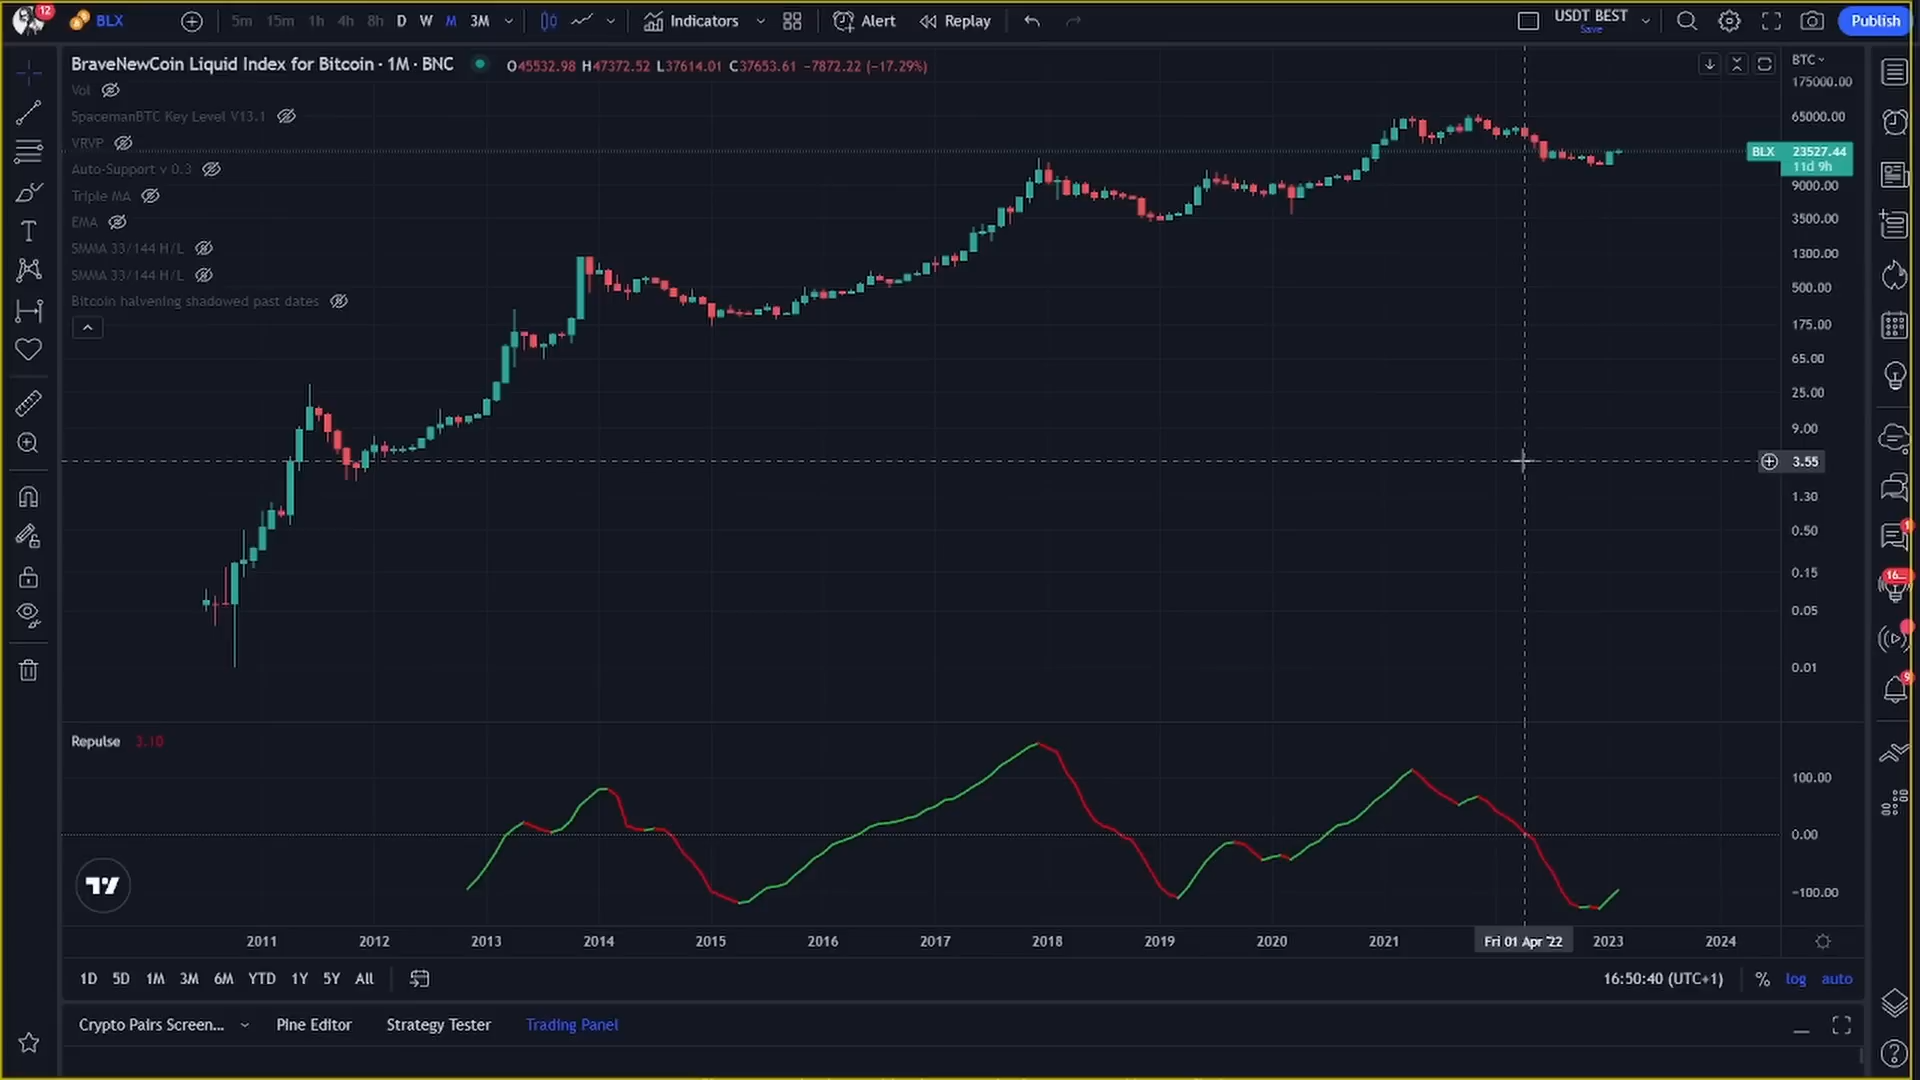 12 BLX 5m 15m 1h 4h 8h D W M 3M Indicators Alert Replay USDT BEST Save Publish
BraveNewCoin Liquid Index for Bitcoin · 1M · BNC O45532.98 H47372.52 L37614.01 C37653.61 −7872.22 (−17.29%)
BTC
Vol
SpacemanBTC Key Level V13.1
VRVP
Auto-Support v 0.3
Triple MA
EMA
SMMA 33/144 H/L
SMMA 33/144 H/L
Bitcoin halvening shadowed past dates
175000.00
65000.00
BLX 23527.44
11d 9h
9000.00
3500.00
1300.00
500.00
175.00
65.00
25.00
9.00
3.55
1.30
0.50
0.15
0.05
0.01
1
16...
9
Repulse 3.10
100.00
0.00
−100.00
2011 2012 2013 2014 2015 2016 2017 2018 2019 2020 2021 Fri 01 Apr '22 2023 2024
1D 5D 1M 3M 6M YTD 1Y 5Y All 16:50:40 (UTC+1) % log auto
Crypto Pairs Screen... Pine Editor Strategy Tester Trading Panel